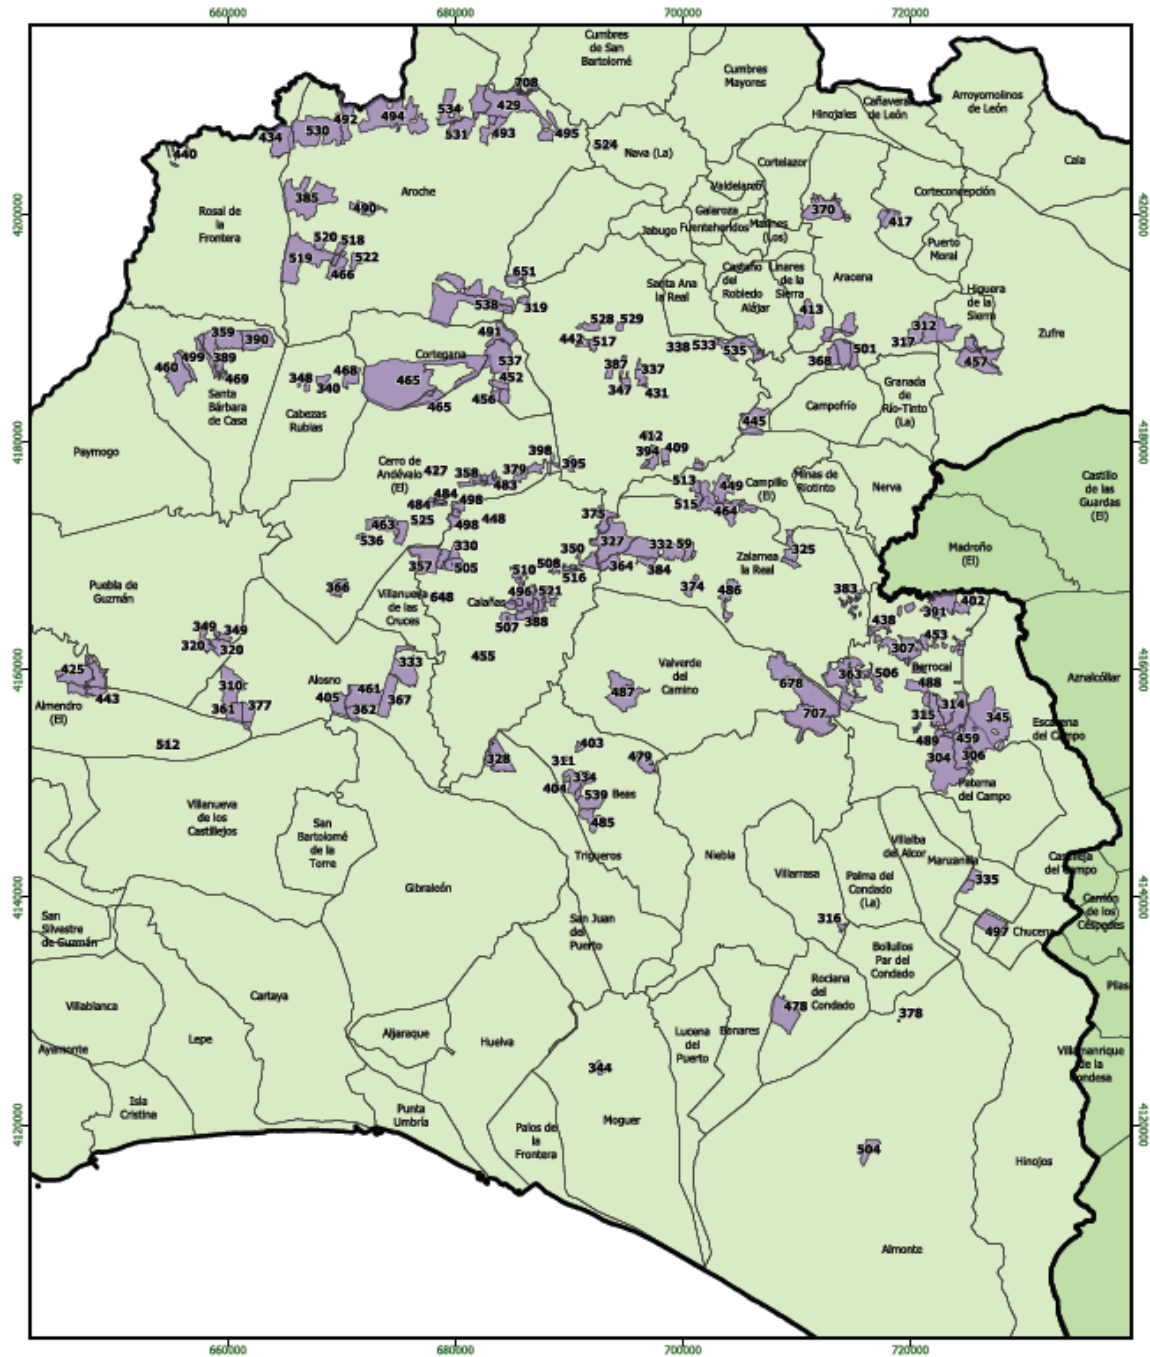 660000
680000
700000
720000
Cumbres
de San
Bartolomé
Cumbres
Mayores
Arroyomolinos
de León
Cañaveral
de León
Hinojales
708
534
429
494
492
530
434
531
493
495
524
Nava (La)
Cala
440
Cortelazor
385
Aroche
490
Valdelarco
Corteconcepción
4200000
4200000
Rosal de
la
Frontera
Galaroza
370
417
Jabugo
Fuenteheridos
Marines
(Los)
Puerto
Moral
520
518
519
522
466
651
Castaño
del
Robledo
Linares
de la
Sierra
Aracena
Santa Ana
la Real
Higuera
de la
Sierra
538
319
Alájar
413
528
529
312
359
390
491
442
517
338
533
535
317
Zufre
499
389
Cortegana
537
368
501
457
460
469
348
468
340
465
452
387
337
Santa
Bárbara
de Casa
465
456
347
431
Granada
de
Río-Tinto
(La)
Cabezas
Rubias
Campofrío
445
4180000
4180000
Paymogo
412
394
409
398
395
Cerro de
Andévalo
(El)
427
358
379
483
513
449
Campillo
(El)
Minas de
Riotinto
Nerva
Castillo
de las
Guardas
(El)
484
484
498
515
464
463
525
498
448
375
536
330
350
327
332
59
325
Madroño
(El)
357
505
510
508
516
364
384
Zalamea
la Real
Puebla de
Guzmán
366
374
486
383
402
Villanueva
de las
Cruces
648
496
521
Calañas
391
507
388
438
349
349
453
320
320
307
455
333
Valverde
del
Camino
Berrocal
425
678
363
506
Aznalcóllar
4160000
4160000
Alosno
461
310
487
488
443
405
367
377
361
362
707
315
314
345
Almendro
(El)
Escacena
del Campo
512
489
459
403
304
306
328
311
479
334
404
539
Beas
Paterna
del Campo
Villanueva
de los
Castillejos
San
Bartolomé
de la
Torre
485
Trigueros
Niebla
Villalba
del Alcor
Manzanilla
Castilleja
del Campo
Villarrasa
Palma del
Condado
(La)
335
Gibraleón
4140000
4140000
San
Silvestre
de Guzmán
San Juan
del
Puerto
316
497
Chucena
Carrión
de los
Céspedes
Bollullos
Par del
Condado
Cartaya
Rociana
del
Condado
Pilas
Villablanca
478
378
Lepe
Aljaraque
Huelva
Lucena
del
Puerto
Bonares
Ayamonte
Villamanrique
de la
Condesa
344
Isla
Cristina
Punta
Umbría
Moguer
Palos de
la
Frontera
4120000
4120000
504
Hinojos
Almonte
660000
680000
700000
720000